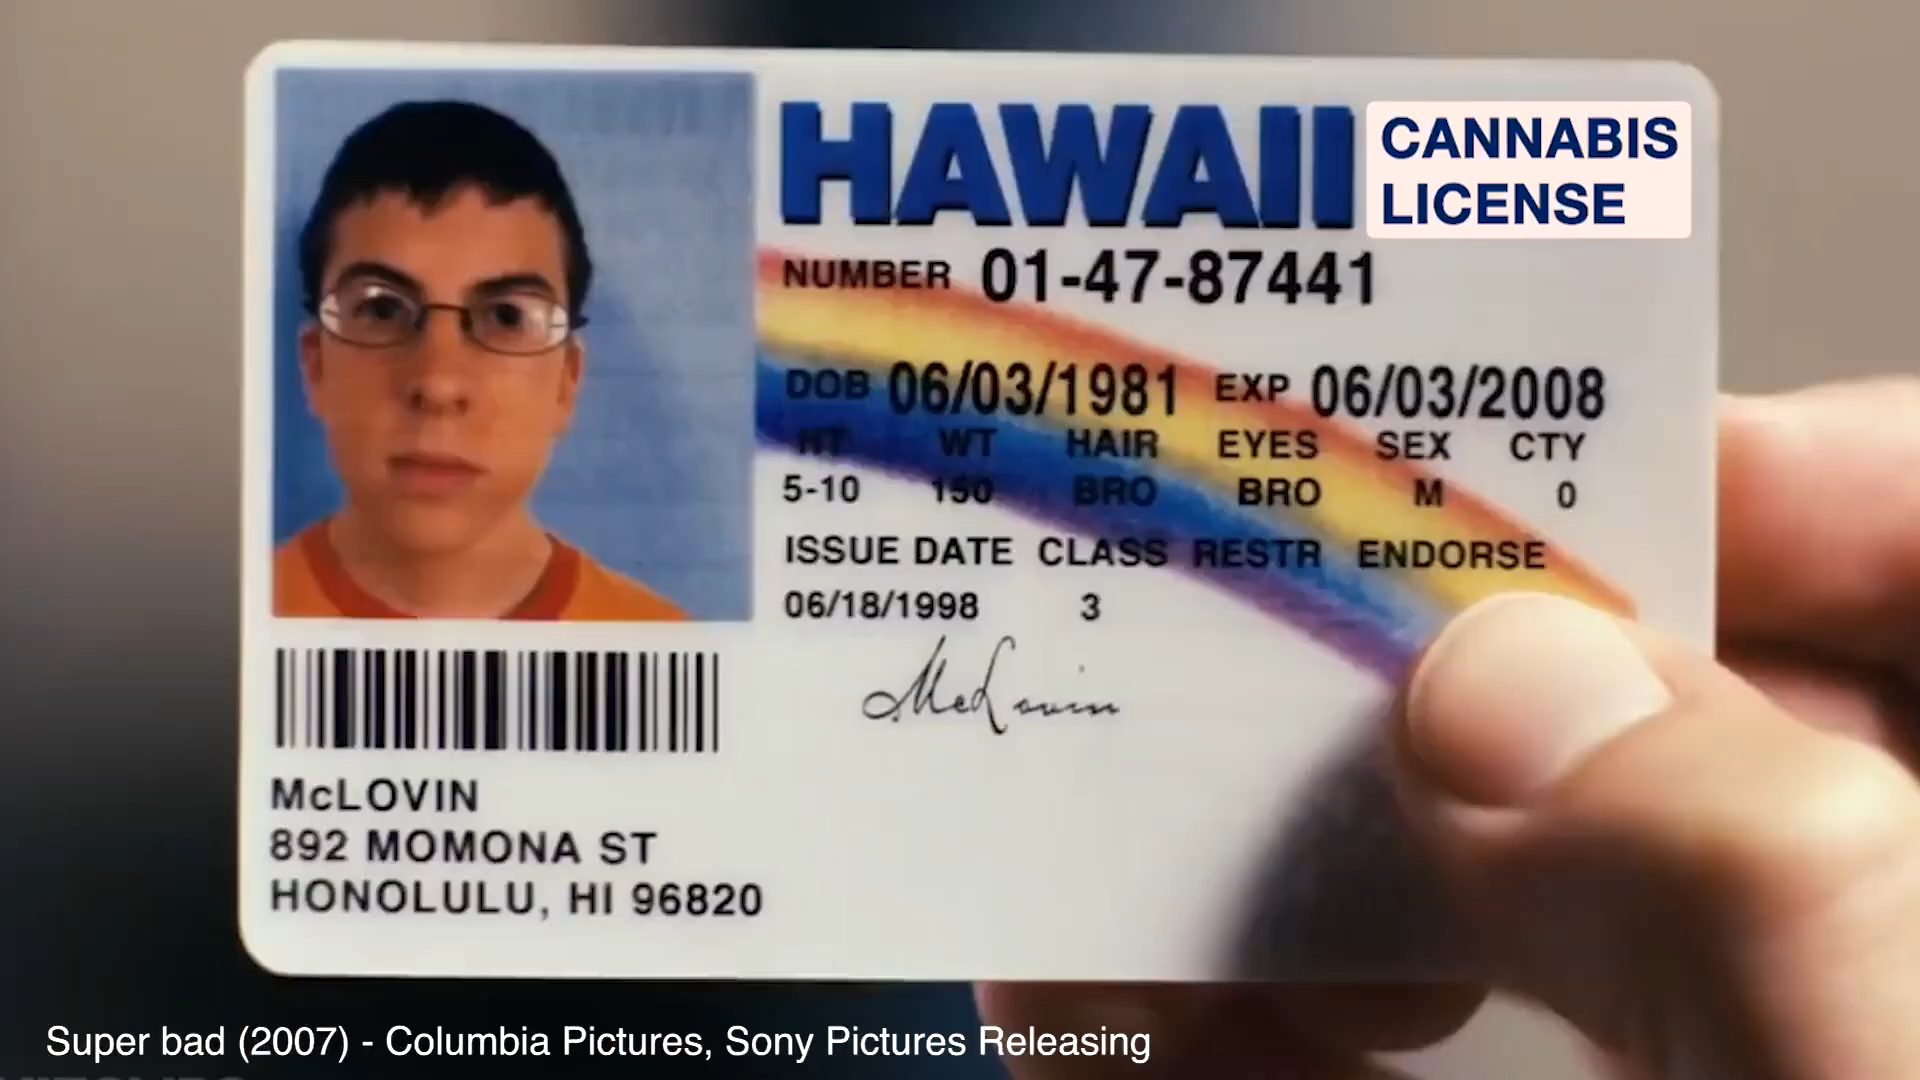 HAWAII
CANNABIS
LICENSE
NUMBER 01-47-87441
DOB 06/03/1981 EXP 06/03/2008
HT WT HAIR EYES SEX CTY
5-10 150 BRO BRO M 0
ISSUE DATE CLASS RESTR ENDORSE
06/18/1998 3
McLovin
McLOVIN
892 MOMONA ST
HONOLULU, HI 96820
Super bad (2007) - Columbia Pictures, Sony Pictures Releasing